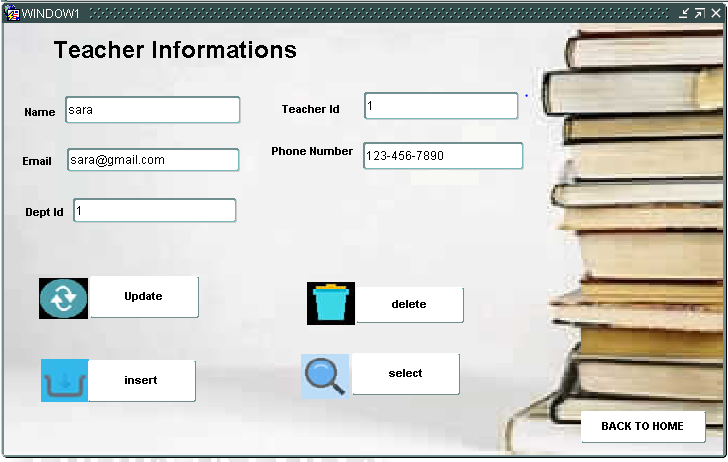 WINDOW1
Teacher Informations
Name sara
Teacher Id 1
Email sara@gmail.com
Phone Number 123-456-7890
Dept Id 1
Update
delete
insert
select
BACK TO HOME